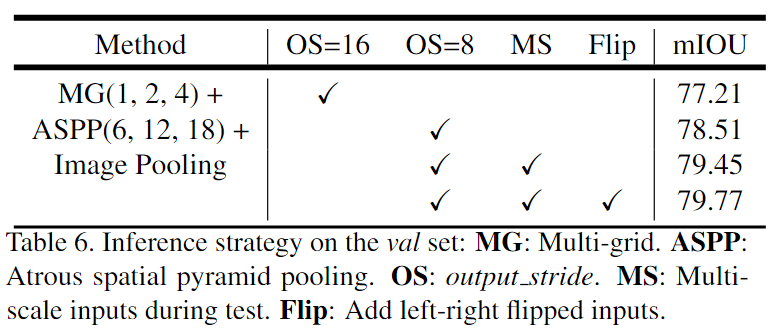 Method OS=16 OS=8 MS Flip mIOU
MG(1, 2, 4) + ✓ 77.21
ASPP(6, 12, 18) + ✓ 78.51
Image Pooling ✓ ✓ 79.45
✓ ✓ ✓ 79.77
Table 6. Inference strategy on the val set: MG: Multi-grid. ASPP:
Atrous spatial pyramid pooling. OS: output_stride. MS: Multi-
scale inputs during test. Flip: Add left-right flipped inputs.